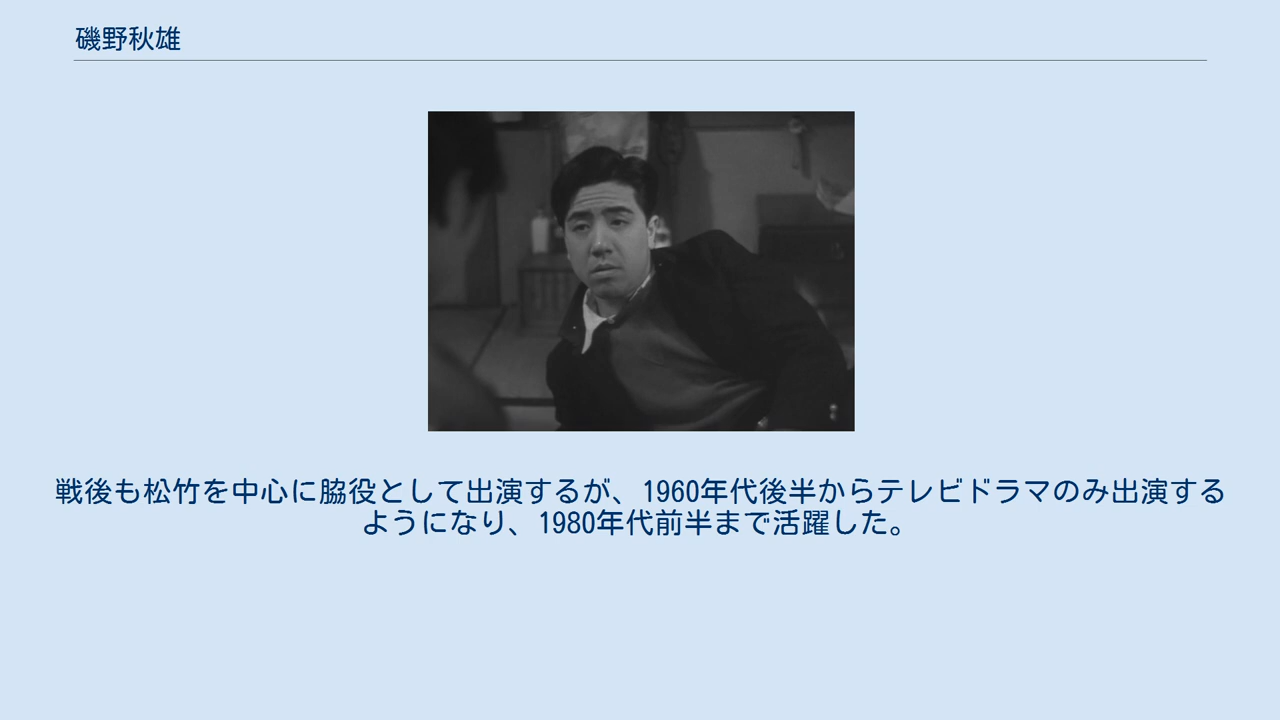 磯野秋雄
戦後も松竹を中心に脇役として出演するが、1960年代後半からテレビドラマのみ出演する
ようになり、1980年代前半まで活躍した。